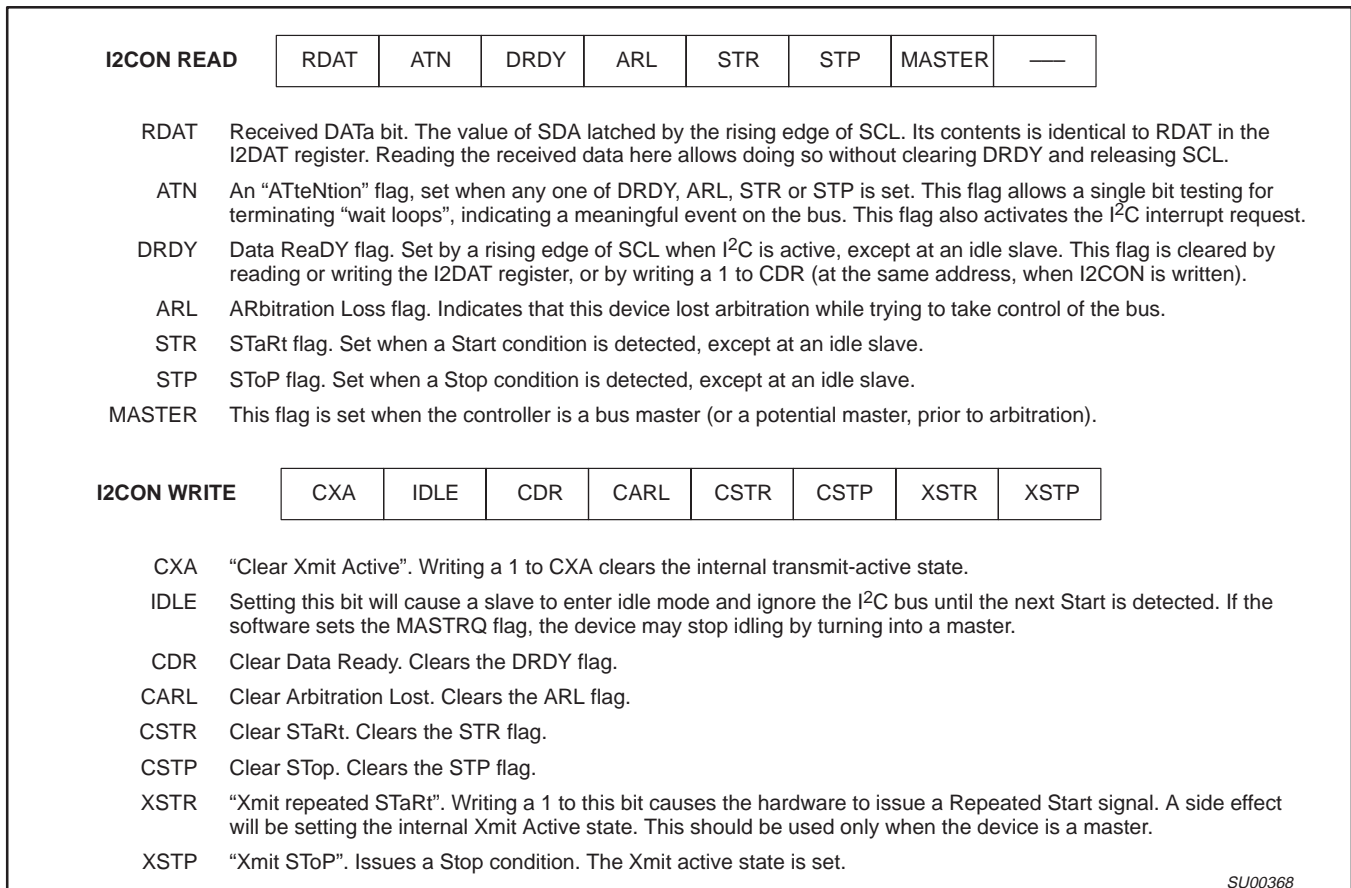 I2CON READ RDAT ATN DRDY ARL STR STP MASTER —
RDAT Received DATa bit. The value of SDA latched by the rising edge of SCL. Its contents is identical to RDAT in the
I2DAT register. Reading the received data here allows doing so without clearing DRDY and releasing SCL.
ATN An “ATteNtion” flag, set when any one of DRDY, ARL, STR or STP is set. This flag allows a single bit testing for
terminating “wait loops”, indicating a meaningful event on the bus. This flag also activates the I²C interrupt request.
DRDY Data ReaDY flag. Set by a rising edge of SCL when I²C is active, except at an idle slave. This flag is cleared by
reading or writing the I2DAT register, or by writing a 1 to CDR (at the same address, when I2CON is written).
ARL ARbitration Loss flag. Indicates that this device lost arbitration while trying to take control of the bus.
STR STaRt flag. Set when a Start condition is detected, except at an idle slave.
STP SToP flag. Set when a Stop condition is detected, except at an idle slave.
MASTER This flag is set when the controller is a bus master (or a potential master, prior to arbitration).
I2CON WRITE CXA IDLE CDR CARL CSTR CSTP XSTR XSTP
CXA “Clear Xmit Active”. Writing a 1 to CXA clears the internal transmit-active state.
IDLE Setting this bit will cause a slave to enter idle mode and ignore the I²C bus until the next Start is detected. If the
software sets the MASTRQ flag, the device may stop idling by turning into a master.
CDR Clear Data Ready. Clears the DRDY flag.
CARL Clear Arbitration Lost. Clears the ARL flag.
CSTR Clear STaRt. Clears the STR flag.
CSTP Clear STop. Clears the STP flag.
XSTR “Xmit repeated STaRt”. Writing a 1 to this bit causes the hardware to issue a Repeated Start signal. A side effect
will be setting the internal Xmit Active state. This should be used only when the device is a master.
XSTP “Xmit SToP”. Issues a Stop condition. The Xmit active state is set.
SU00368